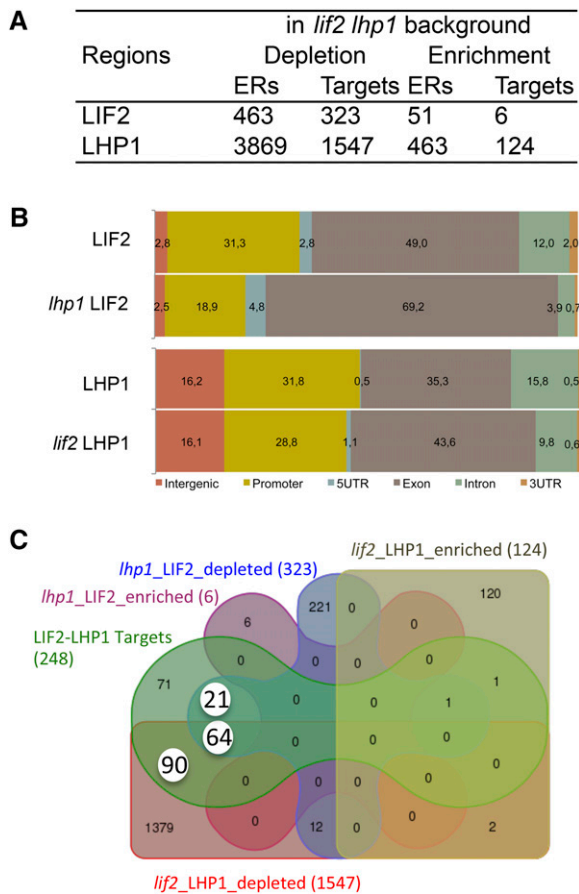 A
in lif2 lhp1 background
Regions Depletion Enrichment
ERs Targets ERs Targets
LIF2 463 323 51 6
LHP1 3869 1547 463 124
B
LIF2 2,8 31,3 2,8 49,0 12,0 2,0
lhp1 LIF2 2,5 18,9 4,8 69,2 3,9 0,7
LHP1 16,2 31,8 0,5 35,3 15,8 0,5
lif2 LHP1 16,1 28,8 1,1 43,6 9,8 0,6
Intergenic Promoter 5UTR Exon Intron 3UTR
C
lif2_LHP1_enriched (124)
lhp1_LIF2_depleted (323)
lhp1_LIF2_enriched (6)
LIF2-LHP1 Targets
(248)
120
221 0
6 0
0 0 0 0
71 1
21 0 0 1
64 0 0 0
90
0 0 0 0
0 0
1379 12 0 2
lif2_LHP1_depleted (1547)